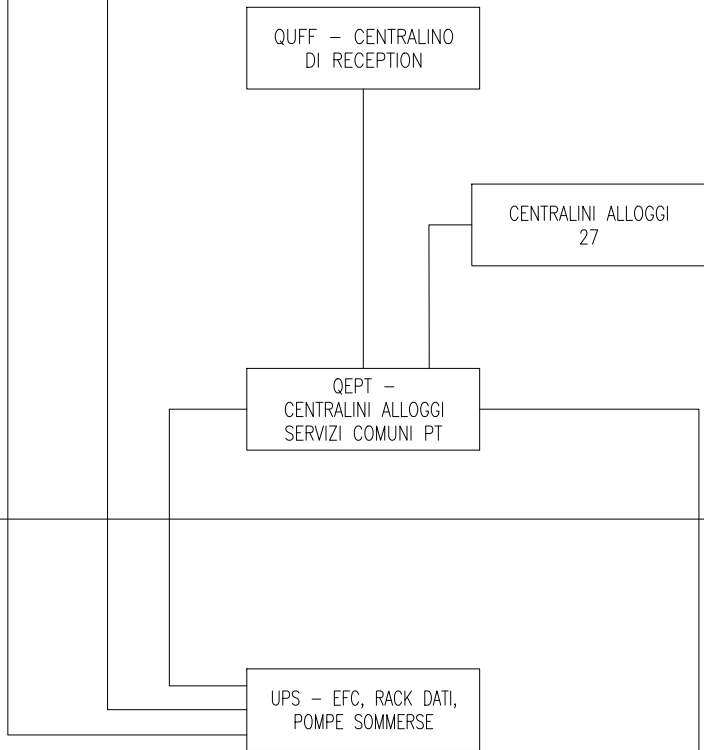 QUFF – CENTRALINO
DI RECEPTION
CENTRALINI ALLOGGI
27
QEPT –
CENTRALINI ALLOGGI
SERVIZI COMUNI PT
UPS – EFC, RACK DATI,
POMPE SOMMERSE